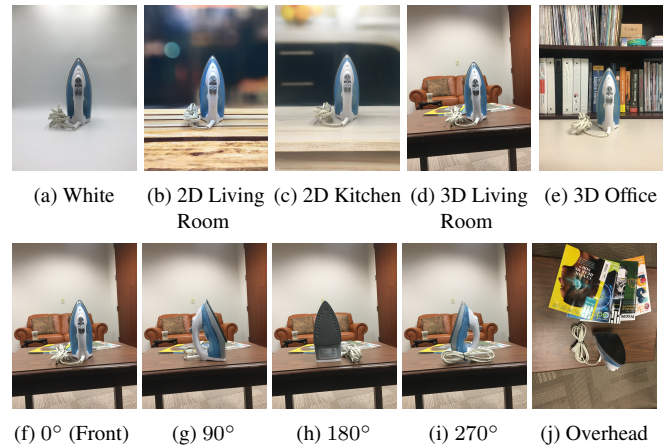 (a) White
(b) 2D Living
Room
(c) 2D Kitchen
(d) 3D Living
Room
(e) 3D Office
(f) 0° (Front)
(g) 90°
(h) 180°
(i) 270°
(j) Overhead